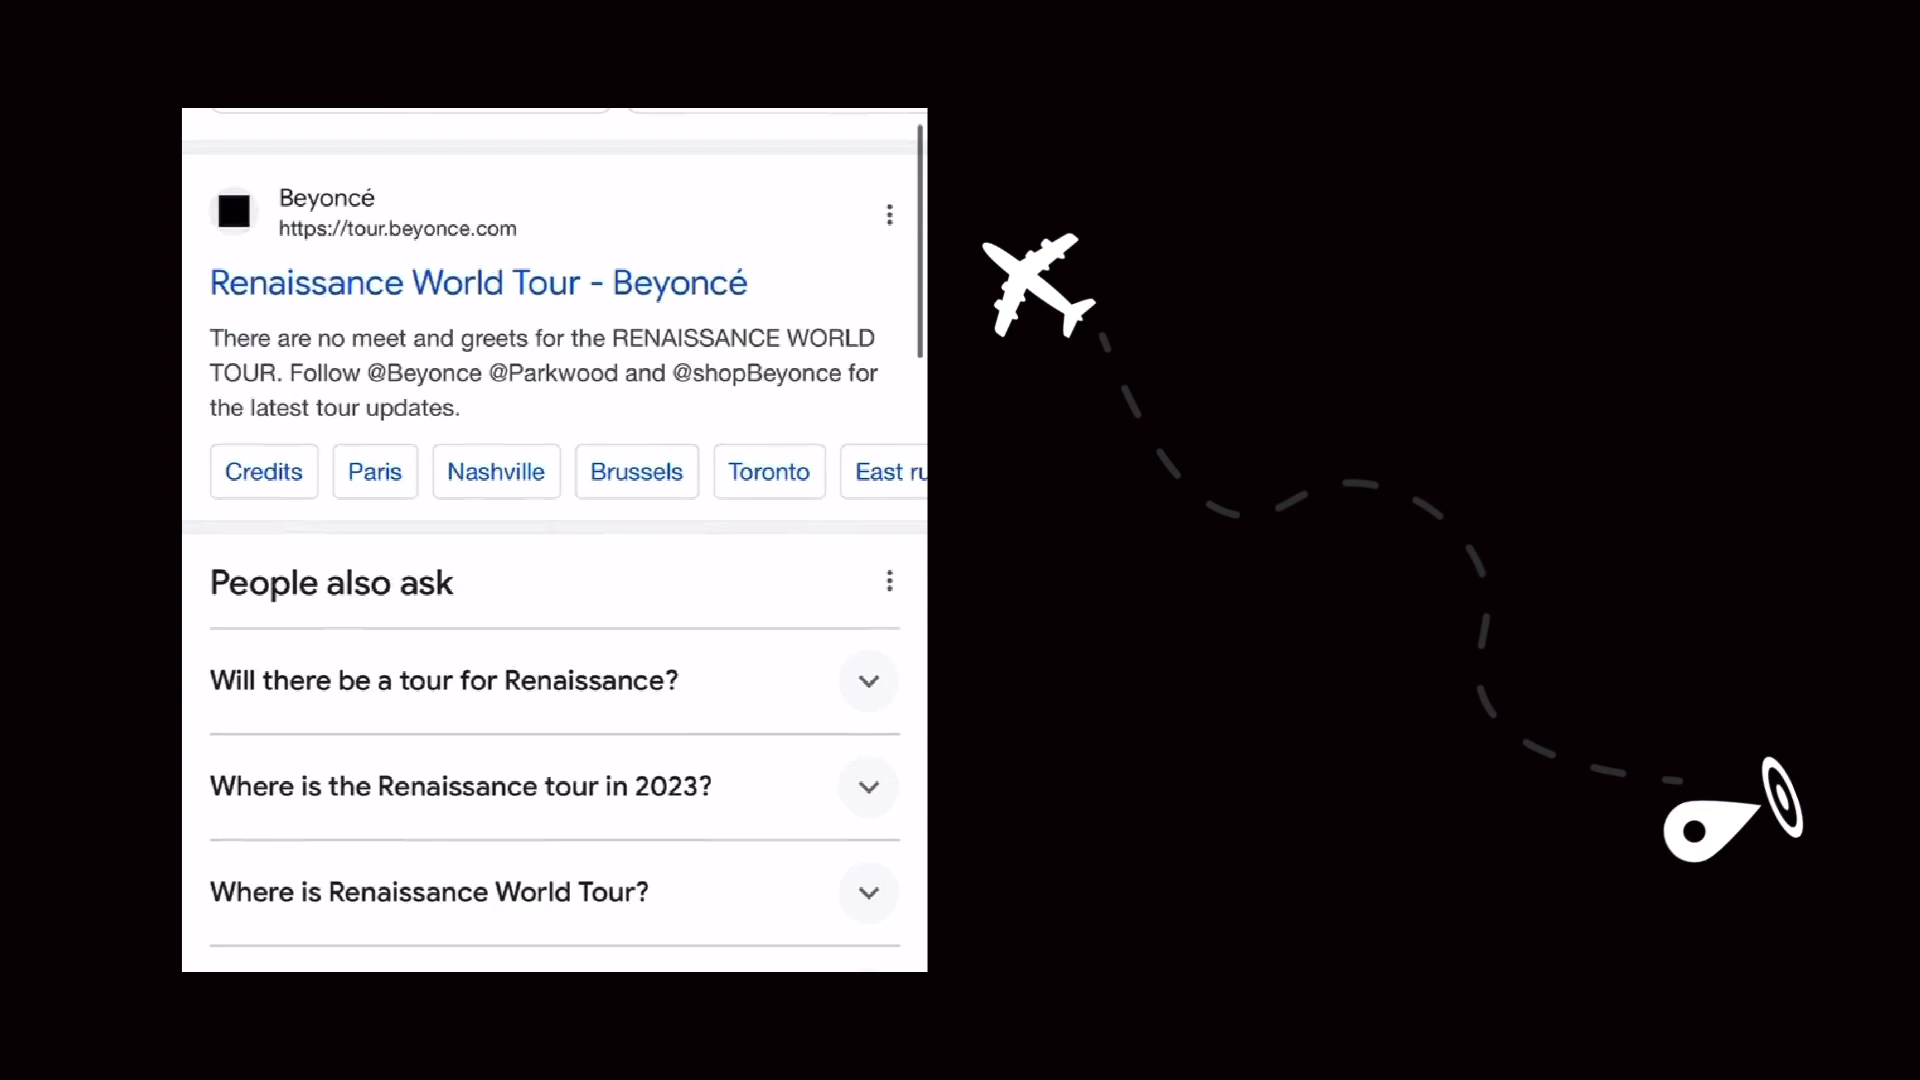 Beyoncé
https://tour.beyonce.com
Renaissance World Tour - Beyoncé
There are no meet and greets for the RENAISSANCE WORLD
TOUR. Follow @Beyonce @Parkwood and @shopBeyonce for
the latest tour updates.
Credits Paris Nashville Brussels Toronto East ru
People also ask
Will there be a tour for Renaissance?
Where is the Renaissance tour in 2023?
Where is Renaissance World Tour?